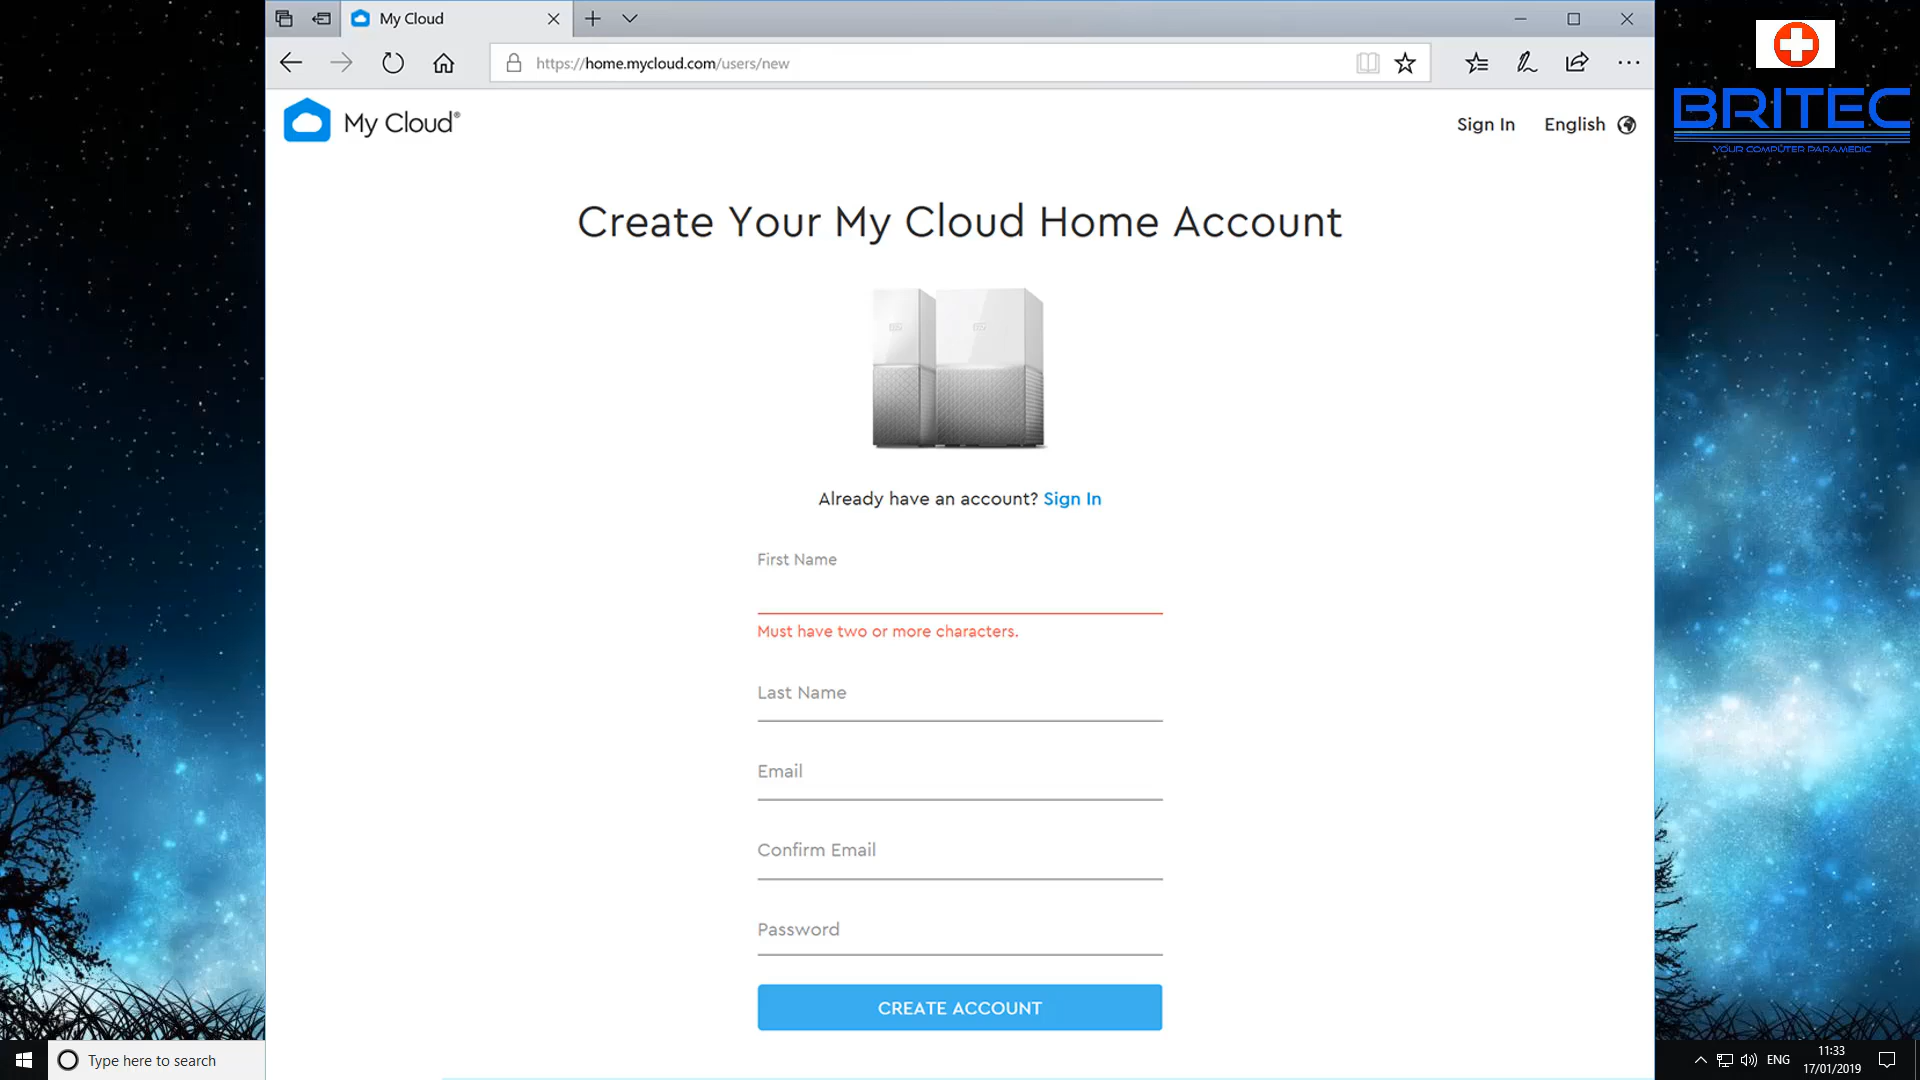 My Cloud
https://home.mycloud.com/users/new
BRITEC
YOUR COMPUTER PARAMEDIC
My Cloud®
Sign In
English
Create Your My Cloud Home Account
Already have an account? Sign In
First Name
Must have two or more characters.
Last Name
Email
Confirm Email
Password
CREATE ACCOUNT
Type here to search
ENG
11:33
17/01/2019